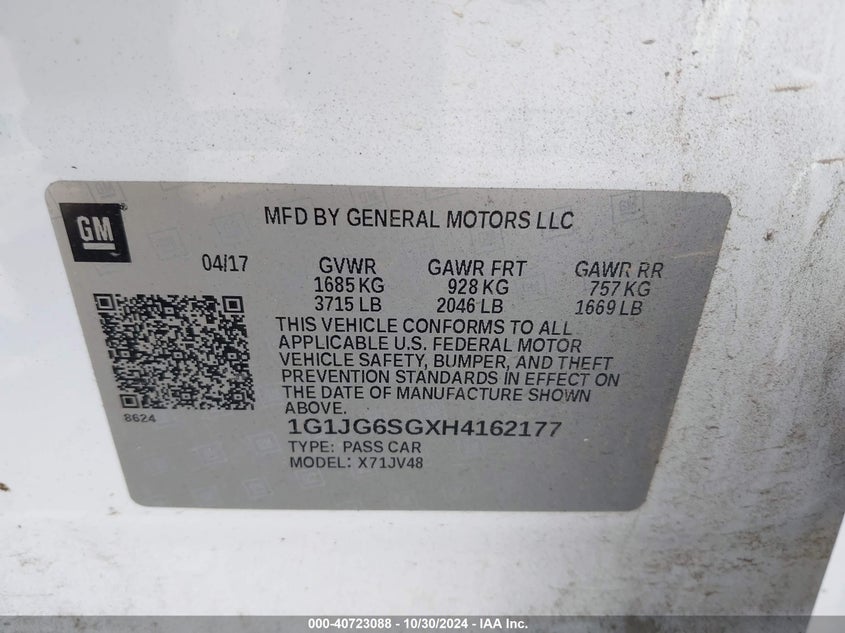 GM
MFD BY GENERAL MOTORS LLC
04/17 GVWR GAWR FRT GAWR RR
1685 KG 928 KG 757 KG
3715 LB 2046 LB 1669 LB
THIS VEHICLE CONFORMS TO ALL
APPLICABLE U.S. FEDERAL MOTOR
VEHICLE SAFETY, BUMPER, AND THEFT
PREVENTION STANDARDS IN EFFECT ON
THE DATE OF MANUFACTURE SHOWN
ABOVE.
8624
1G1JG6SGXH4162177
TYPE: PASS CAR
MODEL: X71JV48
000-40723088 - 10/30/2024 - IAA Inc.